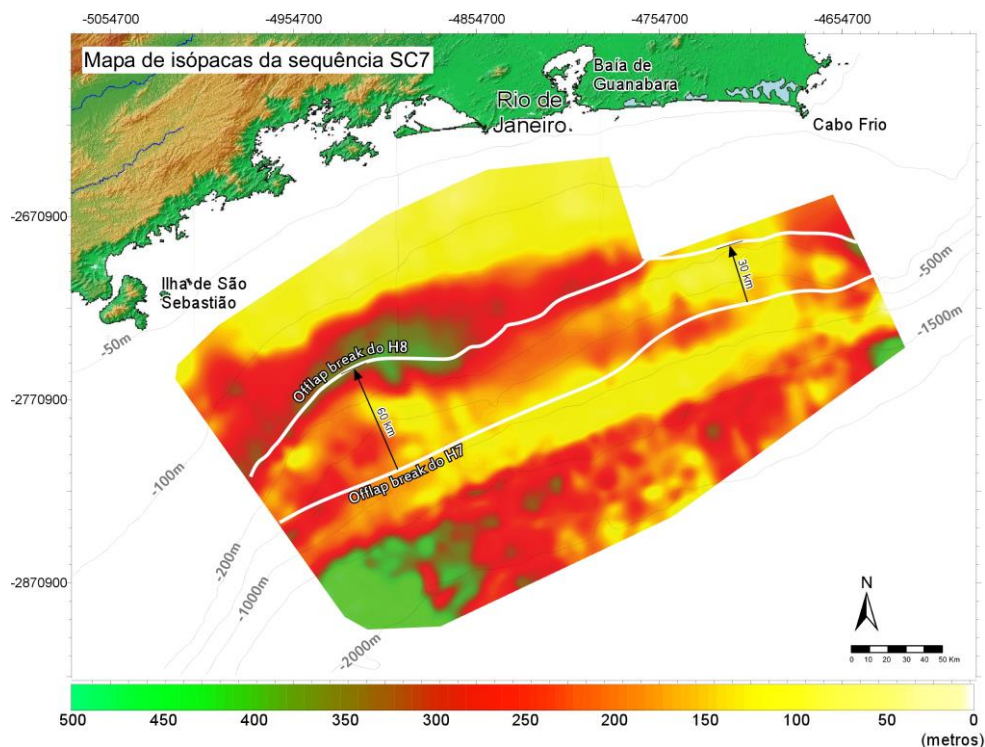 -5054700 -4954700 -4854700 -4754700 -4654700
Mapa de isópacas da sequência SC7
Baía de
Guanabara
Rio de
Janeiro
Cabo Frio
-2670900
Ilha de São
Sebastião
-50m
30 km
-500m
-1500m
Offlap break do H8
-2770900
60 km
Offlap break do H7
-100m
-200m
-1000m
-2870900
-2000m
N
0 10 20 30 40 50 Km
500 450 400 350 300 250 200 150 100 50 0
(metros)